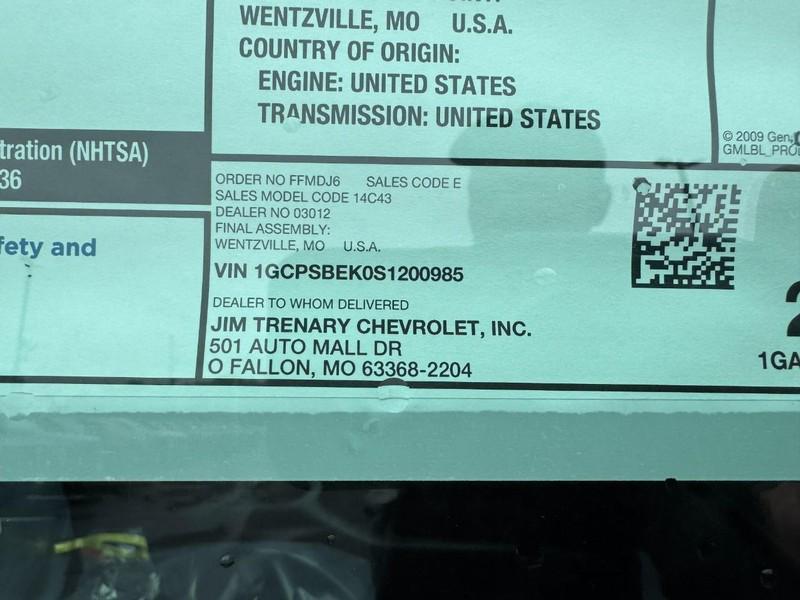 WENTZVILLE, MO U.S.A.
COUNTRY OF ORIGIN:
ENGINE: UNITED STATES
TRANSMISSION: UNITED STATES
© 2009 Gen
GMLBL_PRO
tration (NHTSA)
36
fety and
ORDER NO FFMDJ6 SALES CODE E
SALES MODEL CODE 14C43
DEALER NO 03012
FINAL ASSEMBLY:
WENTZVILLE, MO U.S.A.
VIN 1GCPSBEK0S1200985
DEALER TO WHOM DELIVERED
JIM TRENARY CHEVROLET, INC.
501 AUTO MALL DR
O FALLON, MO 63368-2204
2
1GA